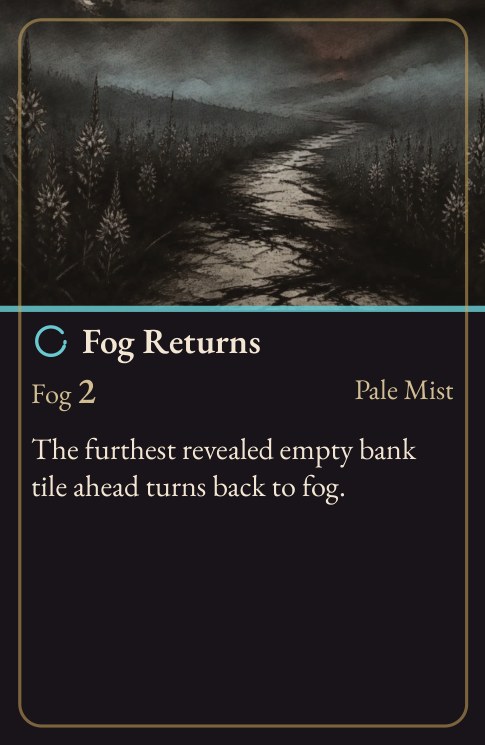 Fog Returns
Fog 2
Pale Mist
The furthest revealed empty bank
tile ahead turns back to fog.